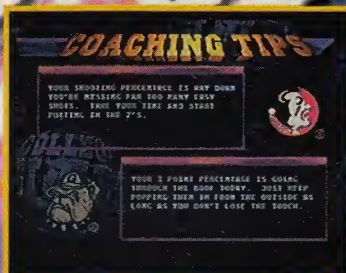 COACHING TIPS
YOUR SHOOTING PERCENTAGE IS WAY DOWN
YOU'RE MISSING FAR TOO MANY EASY
SHOTS. TAKE YOUR TIME AND START
PUTTING IN THE 2'S.
YOUR 3 POINT PERCENTAGE IS GOING
THROUGH THE ROOF TODAY. JUST KEEP
POPPING THEM IN FROM THE OUTSIDE AS
LONG AS YOU DON'T LOSE THE TOUCH.